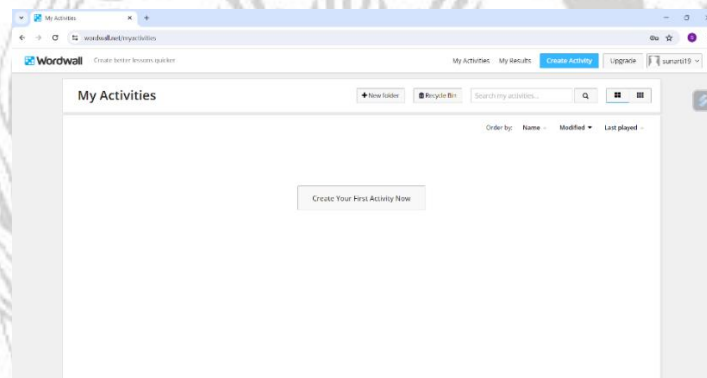 My Activities
wordwall.net/myactivities
Wordwall Create better lessons quicker My Activities My Results Create Activity Upgrade sunarti19
My Activities New folder Recycle Bin Search my activities...
Order by: Name Modified Last played
Create Your First Activity Now